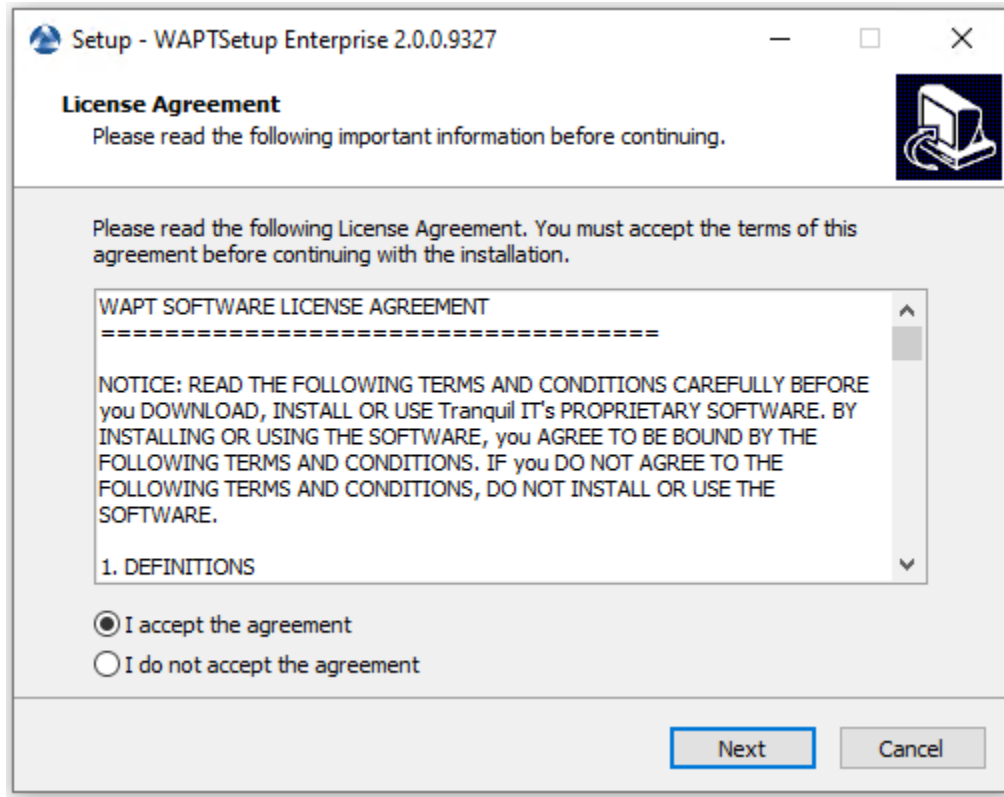 Setup - WAPTSetup Enterprise 2.0.0.9327
License Agreement
Please read the following important information before continuing.
Please read the following License Agreement. You must accept the terms of this
agreement before continuing with the installation.
WAPT SOFTWARE LICENSE AGREEMENT
===================================
NOTICE: READ THE FOLLOWING TERMS AND CONDITIONS CAREFULLY BEFORE
you DOWNLOAD, INSTALL OR USE Tranquil IT's PROPRIETARY SOFTWARE. BY
INSTALLING OR USING THE SOFTWARE, you AGREE TO BE BOUND BY THE
FOLLOWING TERMS AND CONDITIONS. IF you DO NOT AGREE TO THE
FOLLOWING TERMS AND CONDITIONS, DO NOT INSTALL OR USE THE
SOFTWARE.
1. DEFINITIONS
I accept the agreement
I do not accept the agreement
Next
Cancel